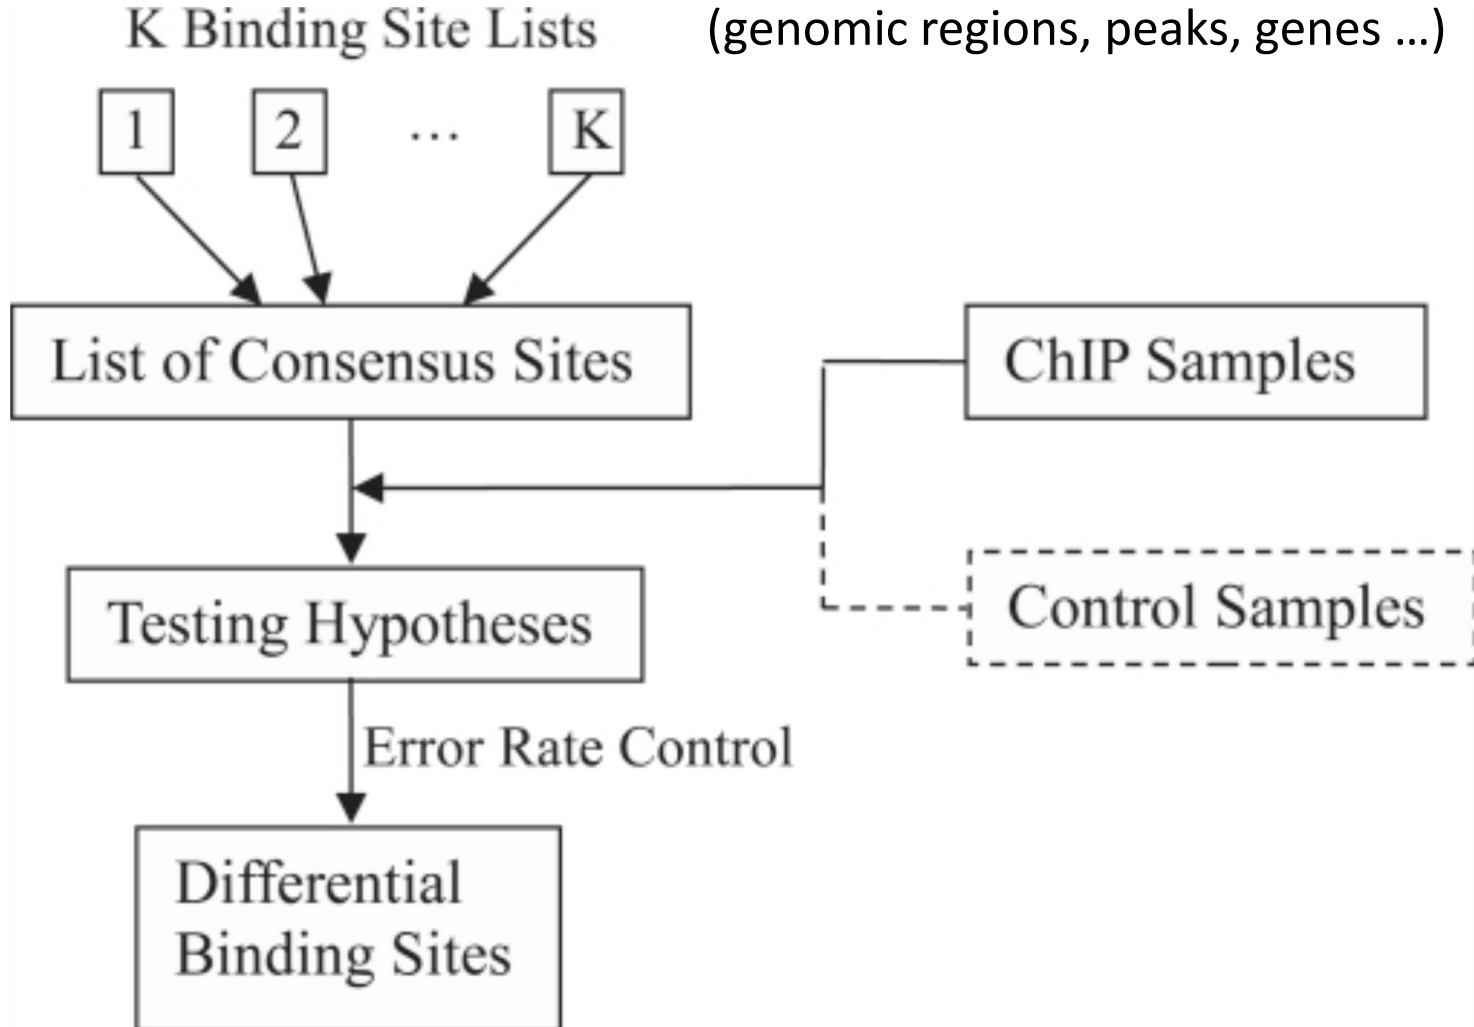 K Binding Site Lists (genomic regions, peaks, genes …)
1 2 … K
List of Consensus Sites
ChIP Samples
Control Samples
Testing Hypotheses
Error Rate Control
Differential
Binding Sites